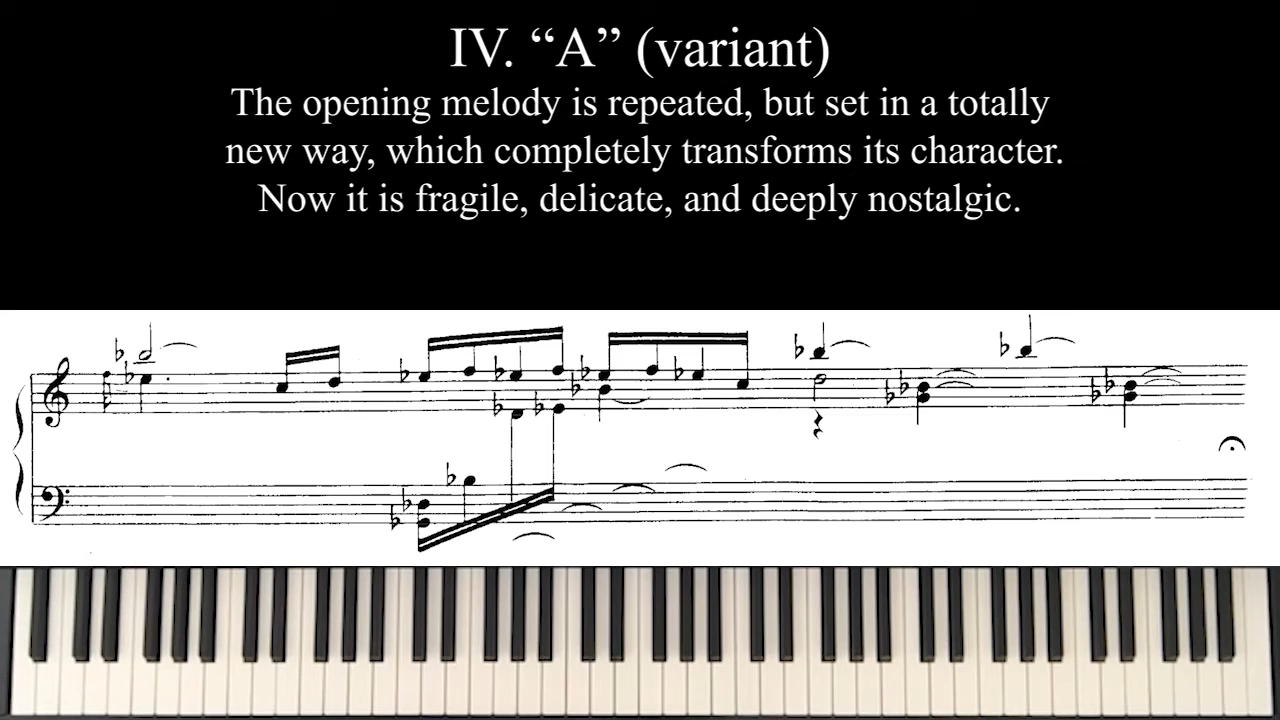 IV. “A” (variant)
The opening melody is repeated, but set in a totally
new way, which completely transforms its character.
Now it is fragile, delicate, and deeply nostalgic.